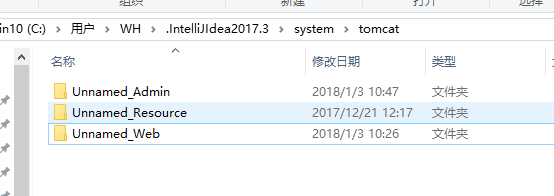 组织
新建
打开
in10 (C:) › 用户 › WH › .IntelliJIdea2017.3 › system › tomcat
名称 修改日期 类型
Unnamed_Admin 2018/1/3 10:47 文件夹
Unnamed_Resource 2017/12/21 12:17 文件夹
Unnamed_Web 2018/1/3 10:26 文件夹